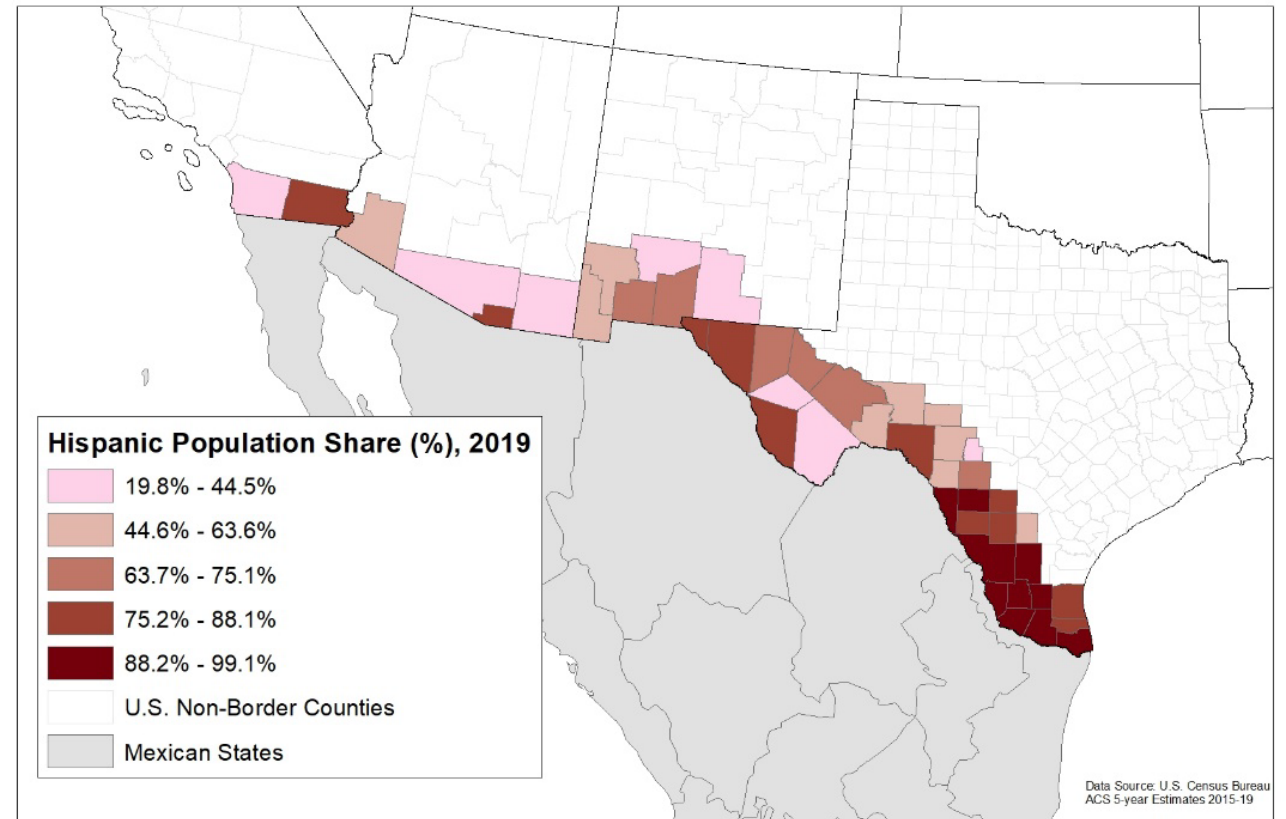 Hispanic Population Share (%), 2019
19.8% - 44.5%
44.6% - 63.6%
63.7% - 75.1%
75.2% - 88.1%
88.2% - 99.1%
U.S. Non-Border Counties
Mexican States
Data Source: U.S. Census Bureau
ACS 5-year Estimates 2015-19